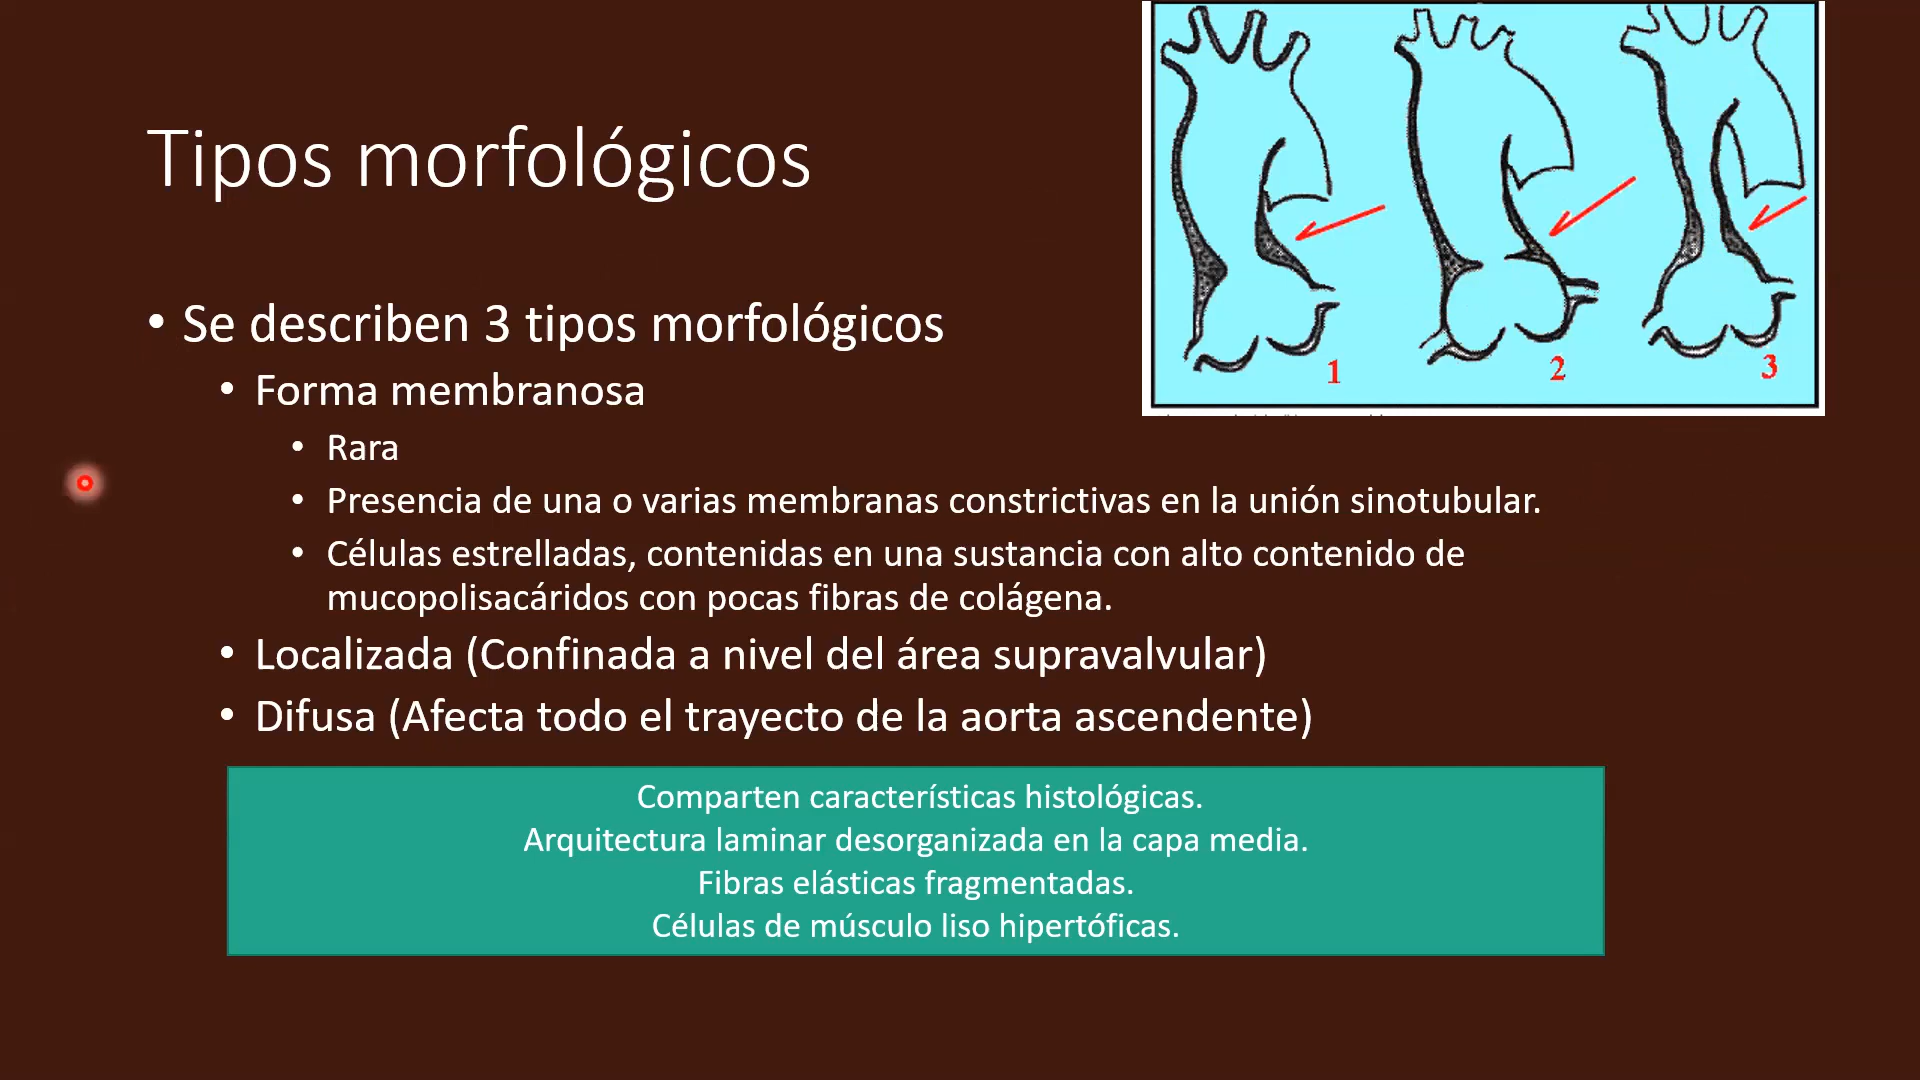 Tipos morfológicos
1
2
3
• Se describen 3 tipos morfológicos
• Forma membranosa
• Rara
• Presencia de una o varias membranas constrictivas en la unión sinotubular.
• Células estrelladas, contenidas en una sustancia con alto contenido de
mucopolisacáridos con pocas fibras de colágena.
• Localizada (Confinada a nivel del área supravalvular)
• Difusa (Afecta todo el trayecto de la aorta ascendente)
Comparten características histológicas.
Arquitectura laminar desorganizada en la capa media.
Fibras elásticas fragmentadas.
Células de músculo liso hipertóficas.